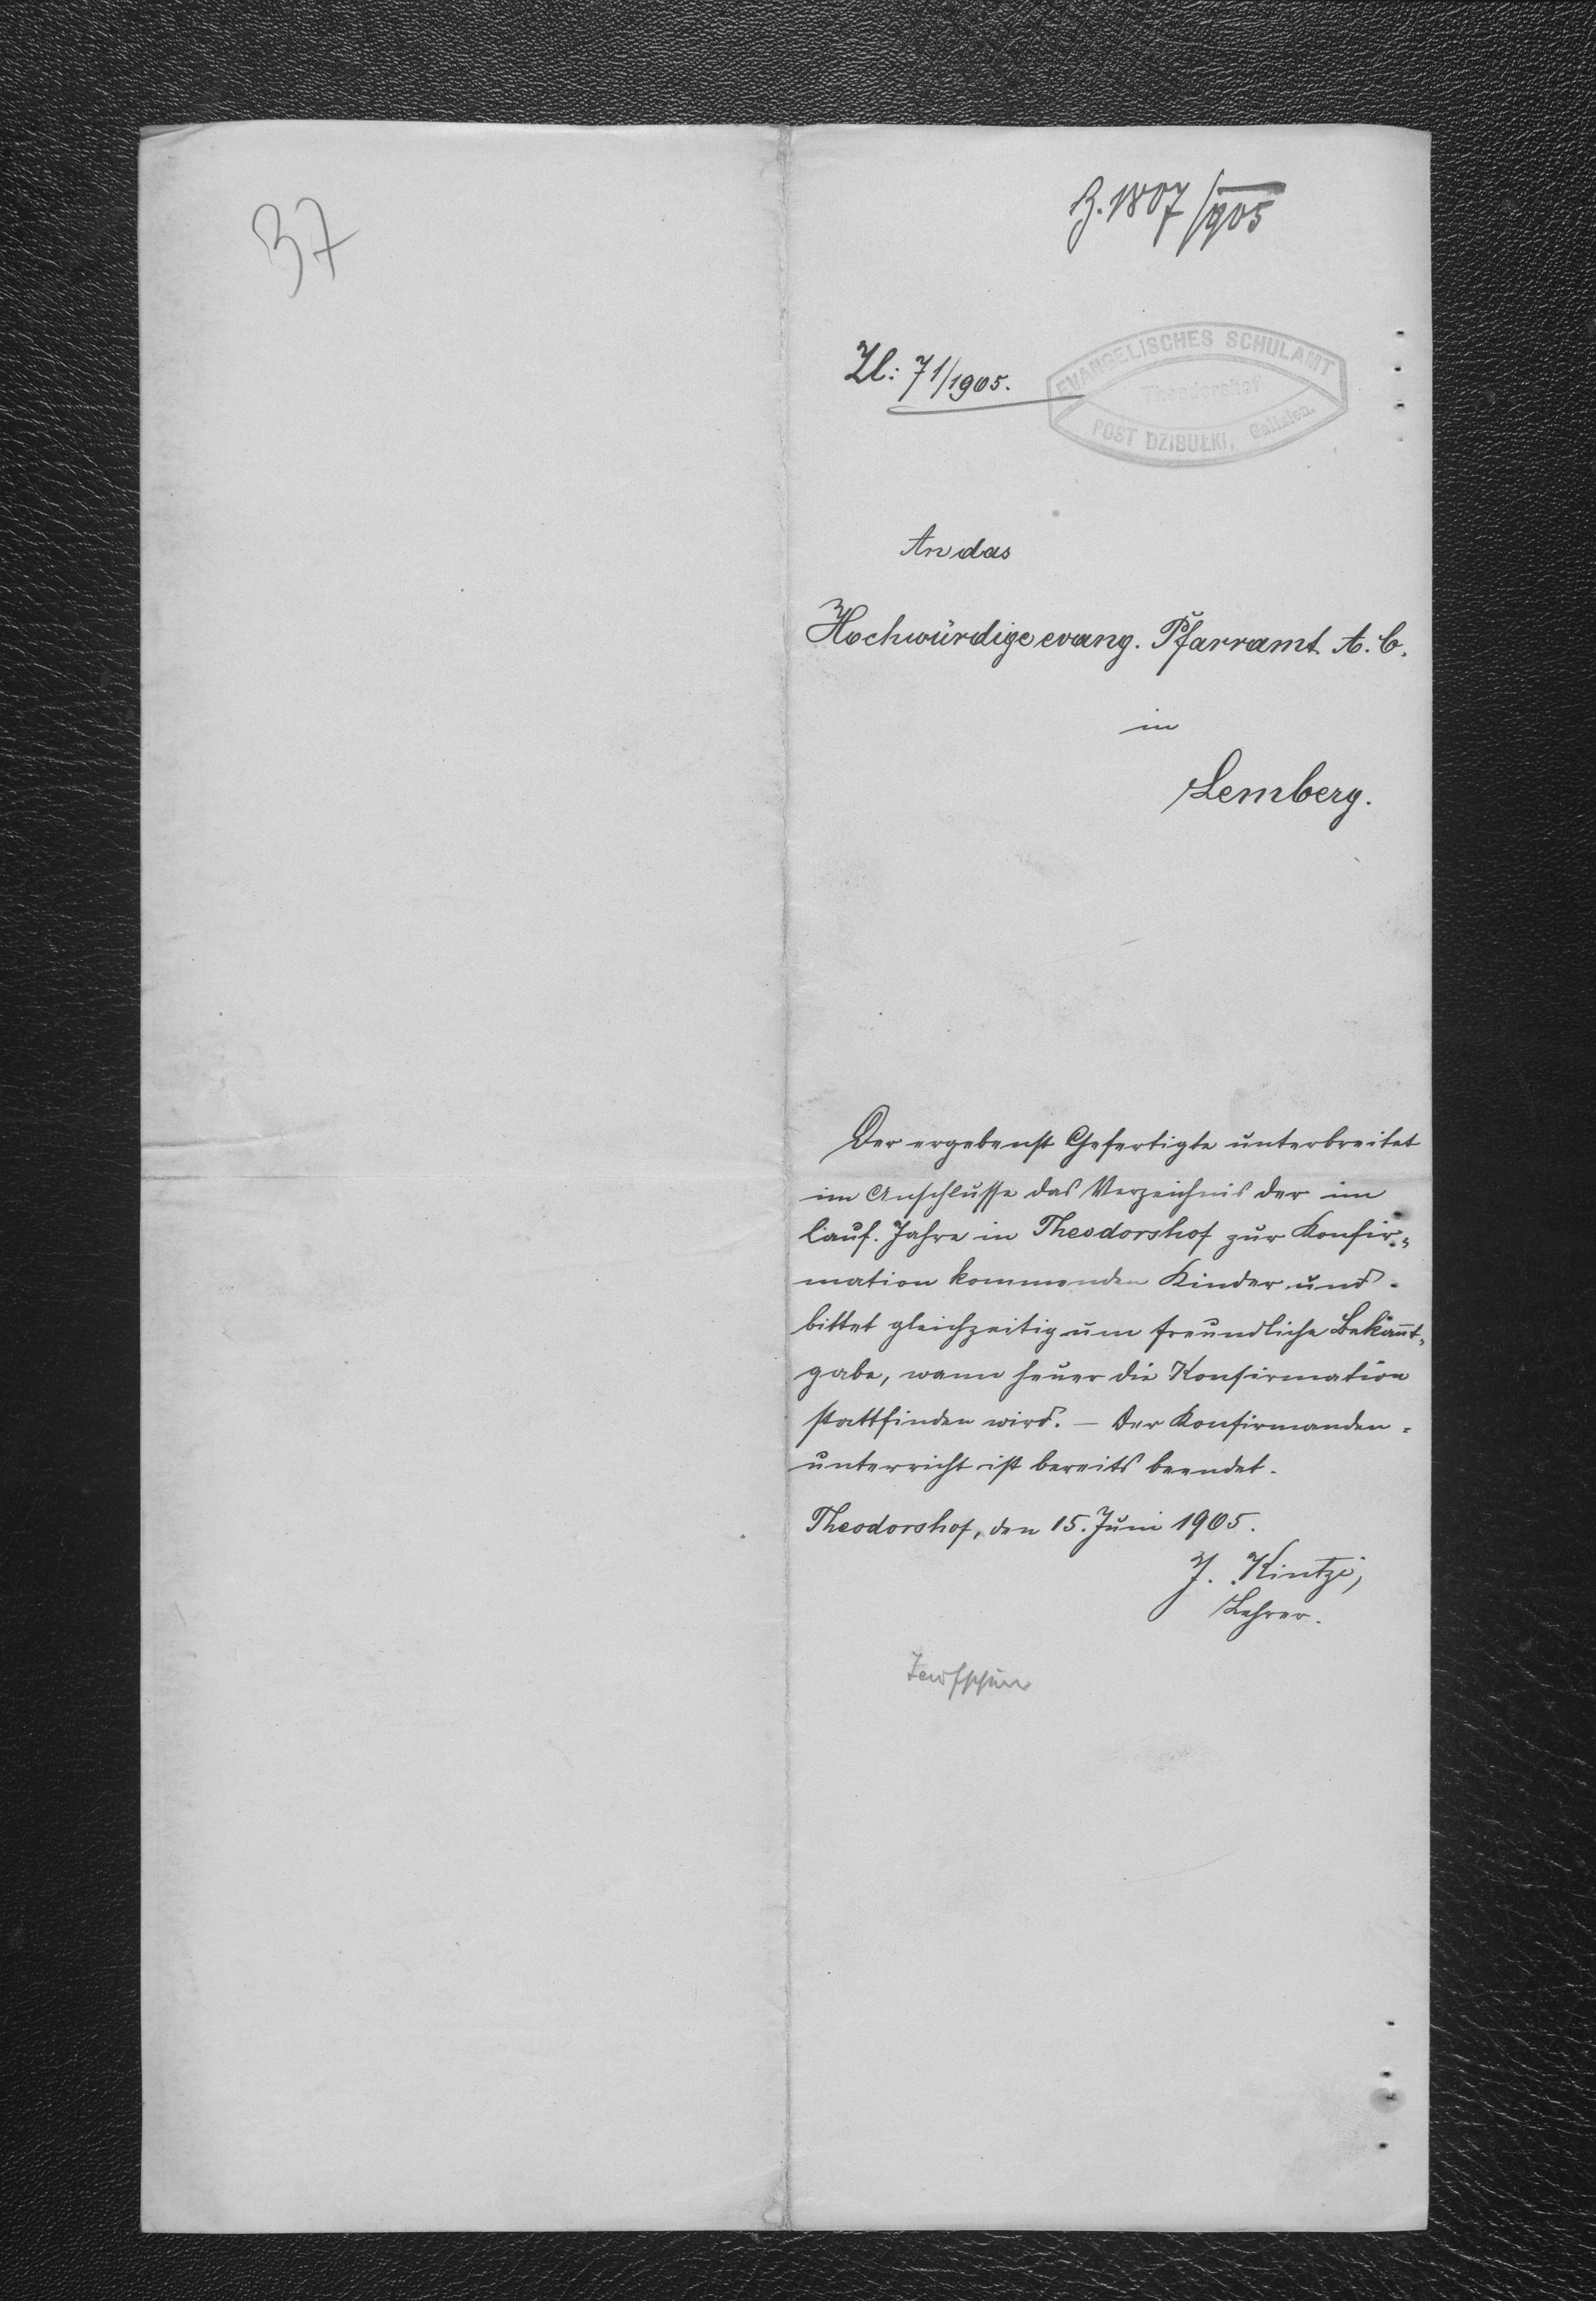 37
Z. 1807/905
Zl: 71/1905.
EVANGELISCHES SCHULAMT
Theodorshof
POST DZIBUŁKI, Galizien.
An das
Hochwürdige evang. Pfarramt A. C.
in
Lemberg.
Der ergebenst Gefertigte unterbreitet
im Anschlusse das Verzeichnis der im
lauf. Jahre in Theodorshof zur Konfir-
mation kommenden Kinder und
bittet gleichzeitig um freundliche Bekannt-
gabe, wann heuer die Konfirmation
stattfinden wird. – Der Konfirmanden-
unterricht ist bereits beendet.
Theodorshof, den 15. Juni 1905.
J. Kintzi,
Lehrer.